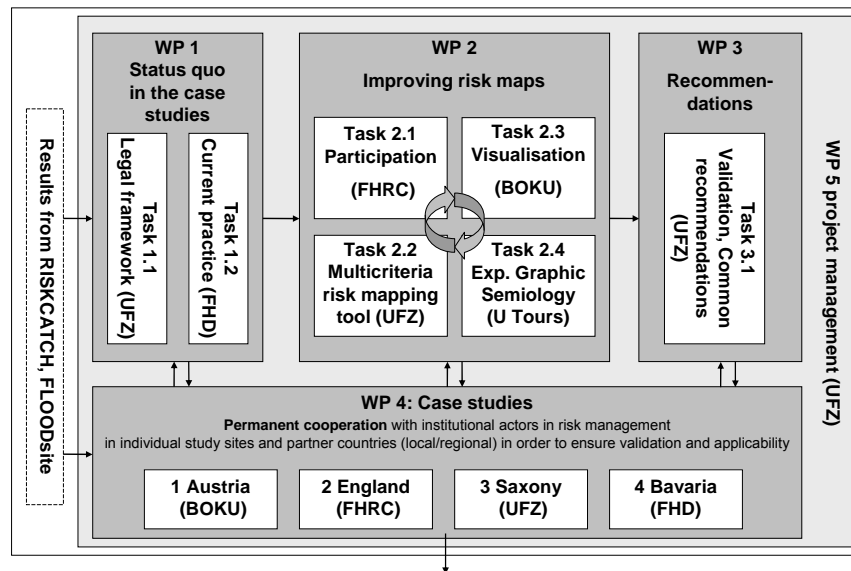 Results from RISKCATCH, FLOODsite
WP 1
Status quo
in the case
studies
Task 1.1
Legal framework (UFZ)
Task 1.2
Current practice (FHD)
WP 2
Improving risk maps
Task 2.1
Participation
(FHRC)
Task 2.3
Visualisation
(BOKU)
Task 2.2
Multicriteria
risk mapping
tool (UFZ)
Task 2.4
Exp. Graphic
Semiology
(U Tours)
WP 3
Recommen-
dations
Task 3.1
Validation, Common
recommendations
(UFZ)
WP 5 project management (UFZ)
WP 4: Case studies
Permanent cooperation with institutional actors in risk management
in individual study sites and partner countries (local/regional) in order to ensure validation and applicability
1 Austria
(BOKU)
2 England
(FHRC)
3 Saxony
(UFZ)
4 Bavaria
(FHD)